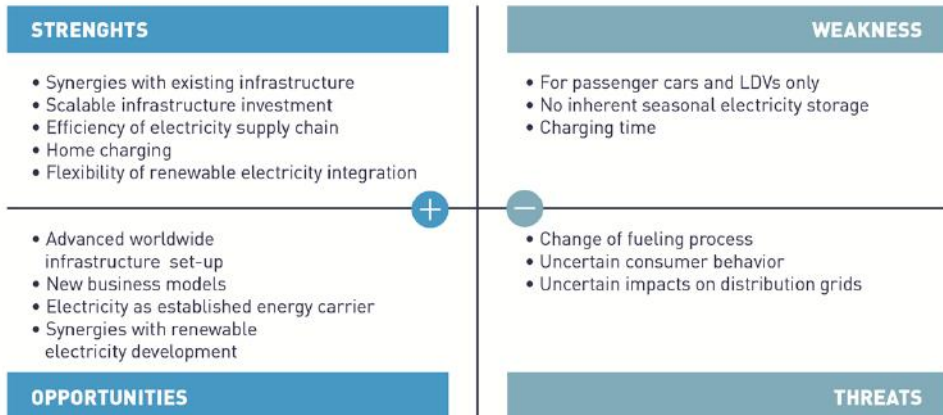 STRENGHTS
• Synergies with existing infrastructure
• Scalable infrastructure investment
• Efficiency of electricity supply chain
• Home charging
• Flexibility of renewable electricity integration
WEAKNESS
• For passenger cars and LDVs only
• No inherent seasonal electricity storage
• Charging time
+
−
• Advanced worldwide
infrastructure set-up
• New business models
• Electricity as established energy carrier
• Synergies with renewable
electricity development
OPPORTUNITIES
• Change of fueling process
• Uncertain consumer behavior
• Uncertain impacts on distribution grids
THREATS